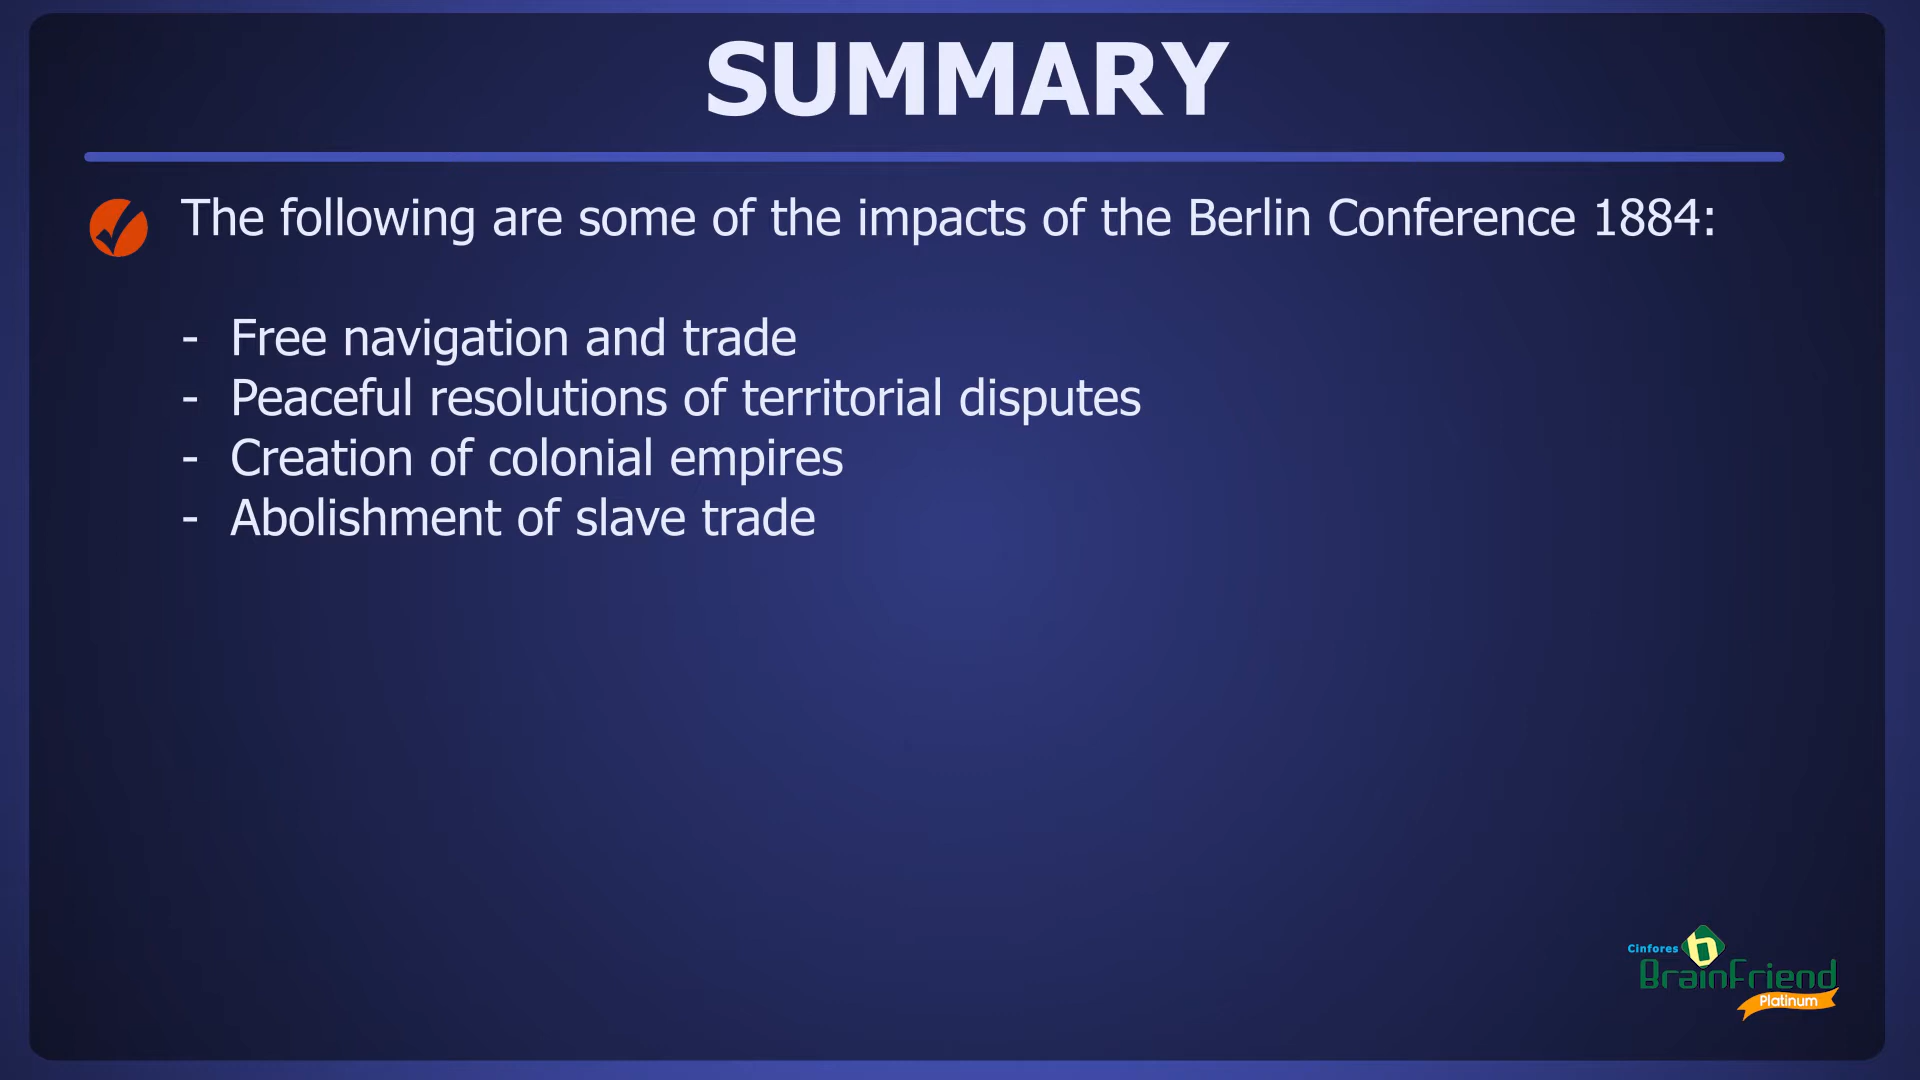 SUMMARY
The following are some of the impacts of the Berlin Conference 1884:
- Free navigation and trade
- Peaceful resolutions of territorial disputes
- Creation of colonial empires
- Abolishment of slave trade
Cinfores
BrainFriend
Platinum